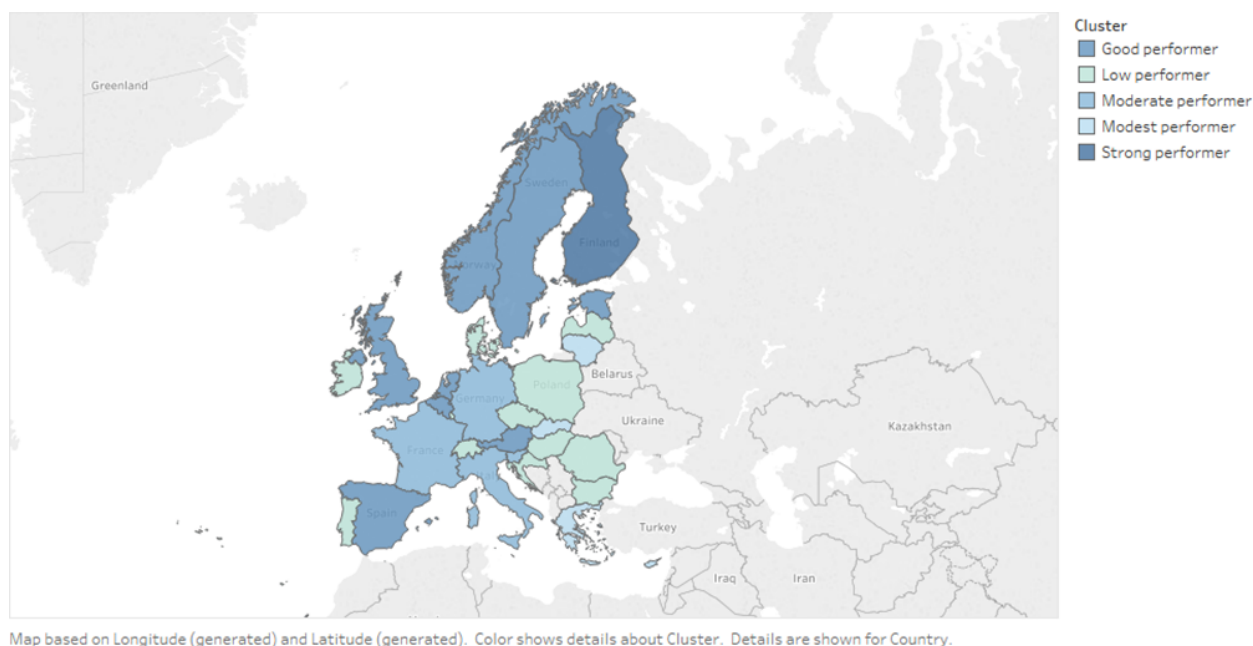 Greenland
Sweden
Norway
Finland
Belarus
Poland
Germany
Ukraine
Kazakhstan
France
Spain
Turkey
Iraq
Iran
Cluster
Good performer
Low performer
Moderate performer
Modest performer
Strong performer
Map based on Longitude (generated) and Latitude (generated). Color shows details about Cluster. Details are shown for Country.